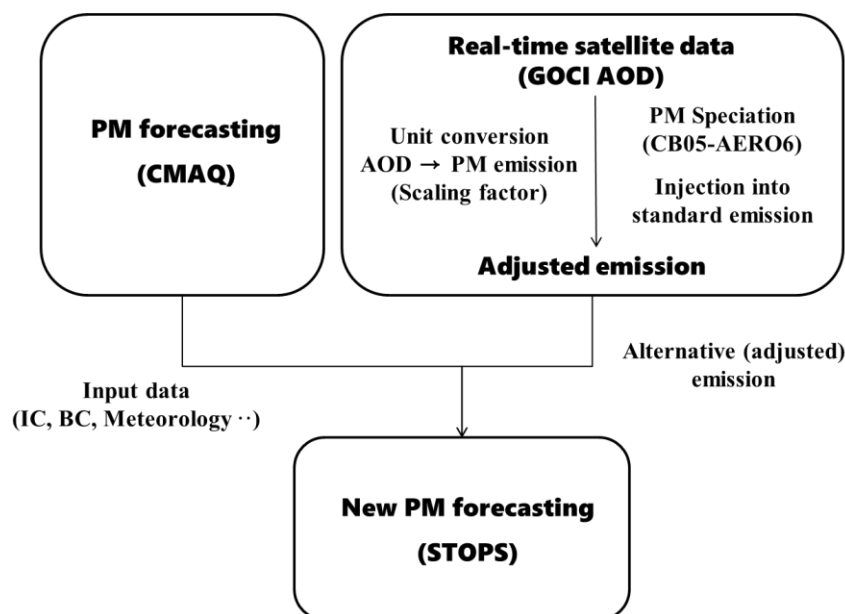 PM forecasting
(CMAQ)
Real-time satellite data
(GOCI AOD)
Unit conversion
AOD → PM emission
(Scaling factor)
PM Speciation
(CB05-AERO6)
Injection into
standard emission
Adjusted emission
Input data
(IC, BC, Meteorology ··)
Alternative (adjusted)
emission
New PM forecasting
(STOPS)